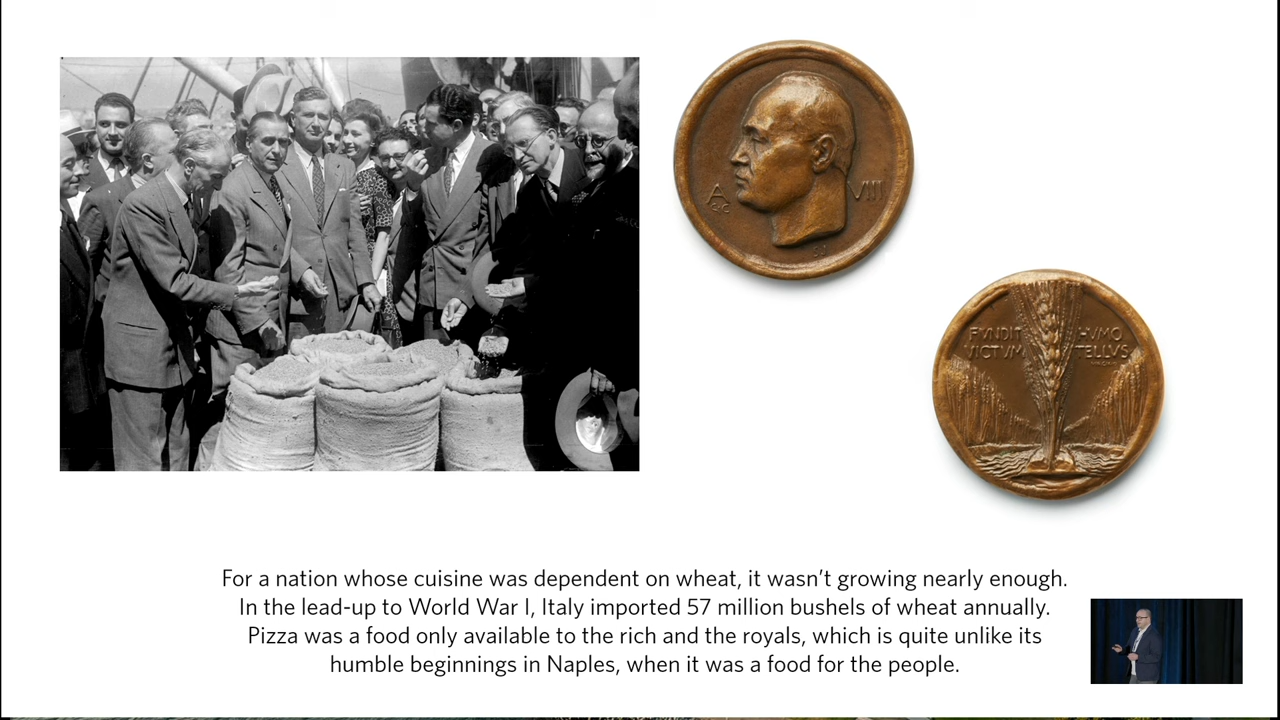 A VIII
FVNDIT HVMO
VICTVM TELLVS
For a nation whose cuisine was dependent on wheat, it wasn’t growing nearly enough.
In the lead-up to World War I, Italy imported 57 million bushels of wheat annually.
Pizza was a food only available to the rich and the royals, which is quite unlike its
humble beginnings in Naples, when it was a food for the people.